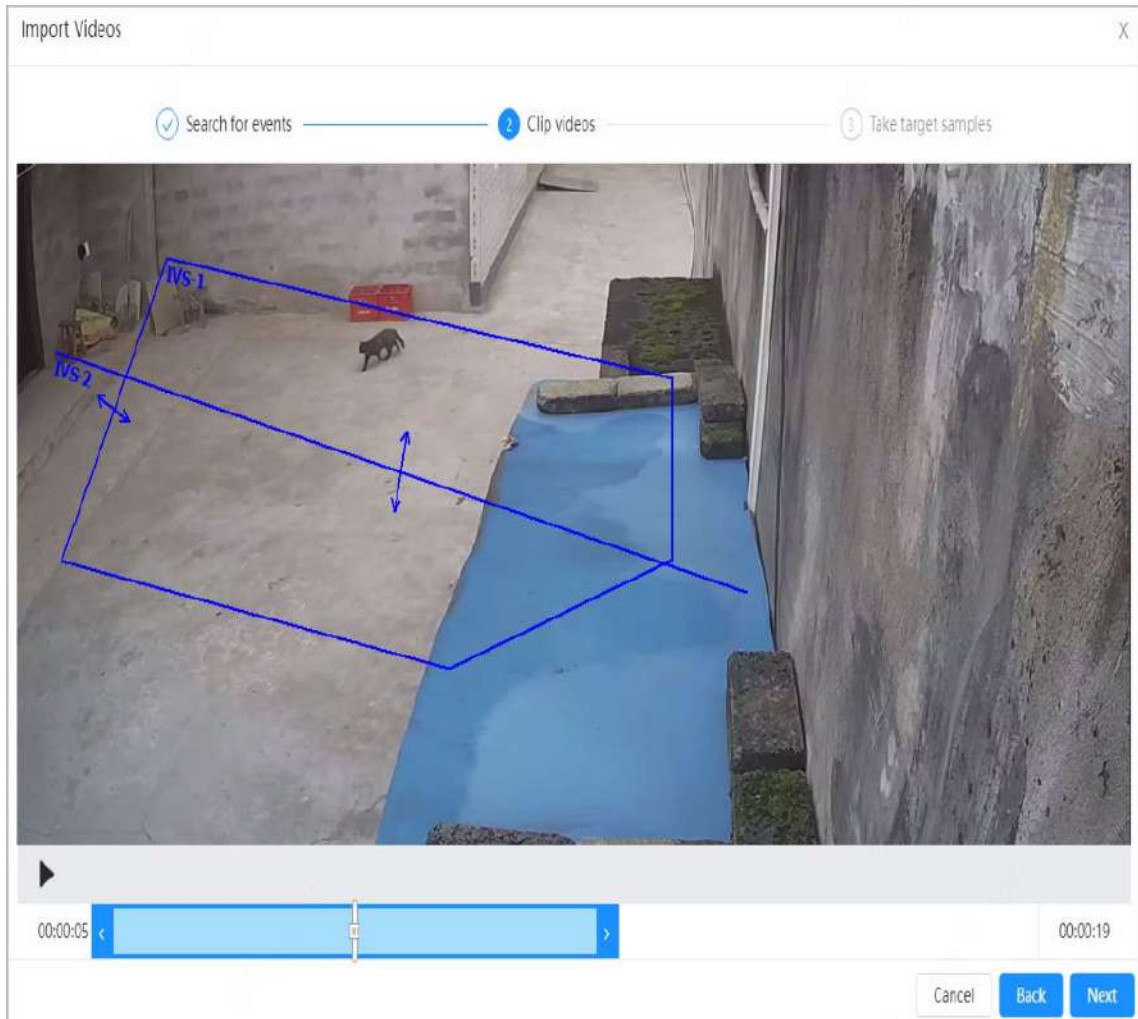 Import Videos X
Search for events 2 Clip videos 3 Take target samples
IVS-1
IVS-2
00:00:05 00:00:19
Cancel Back Next